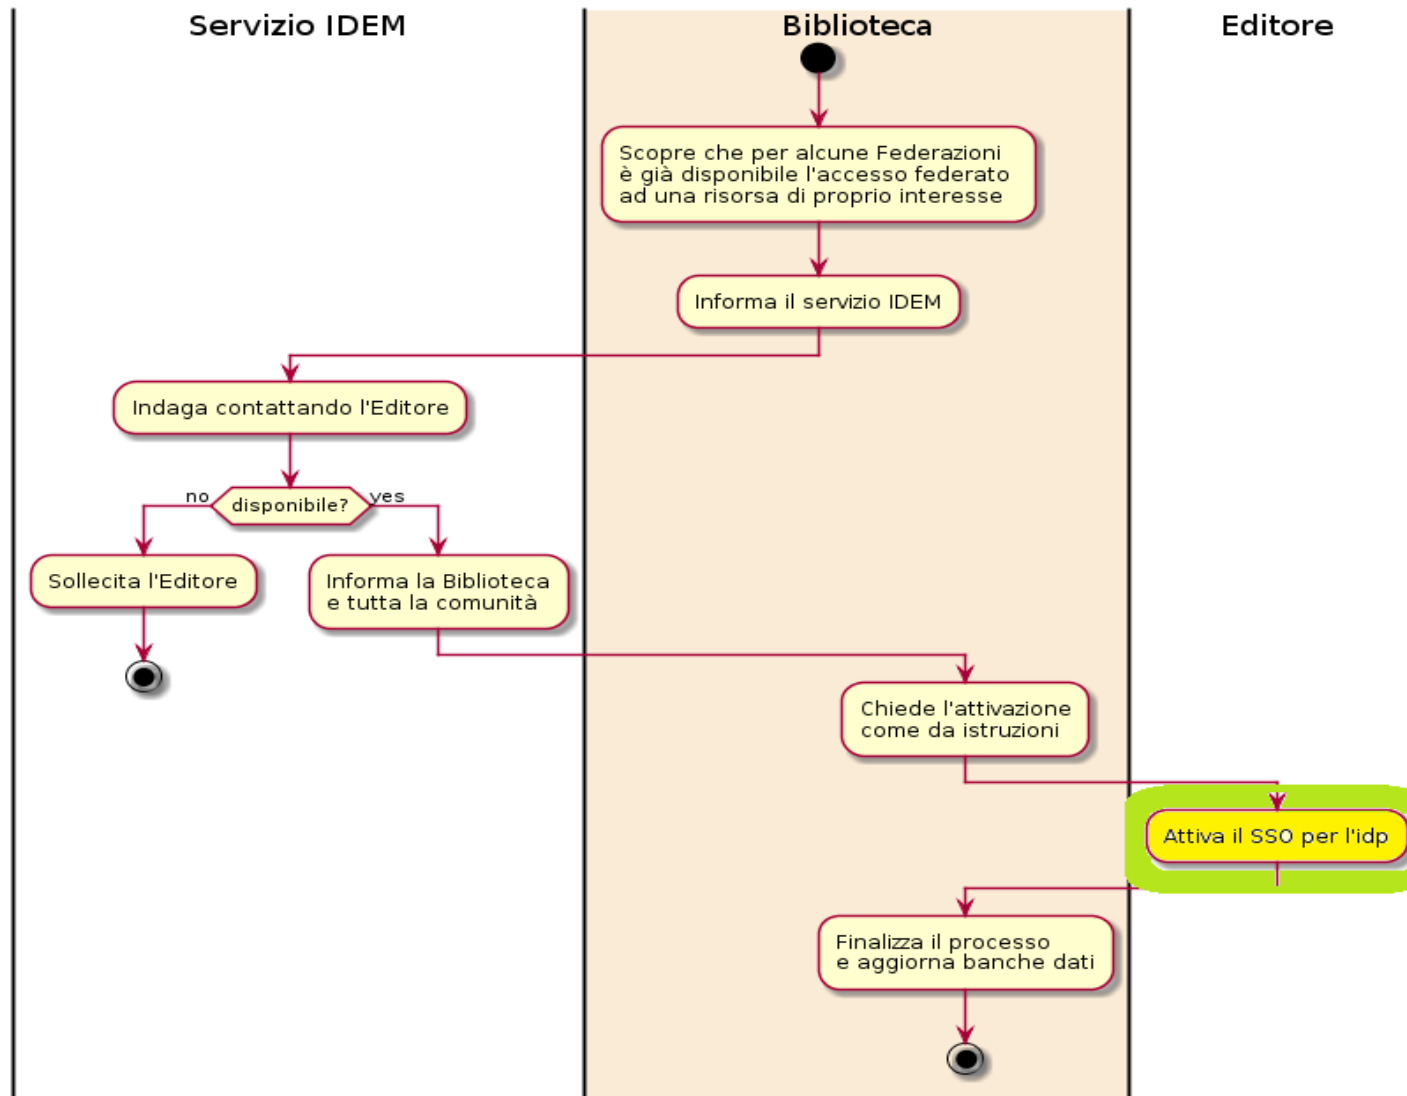 Servizio IDEM
Biblioteca
Editore
Scopre che per alcune Federazioni
è già disponibile l'accesso federato
ad una risorsa di proprio interesse
Informa il servizio IDEM
Indaga contattando l'Editore
no
disponibile?
yes
Sollecita l'Editore
Informa la Biblioteca
e tutta la comunità
Chiede l'attivazione
come da istruzioni
Attiva il SSO per l'idp
Finalizza il processo
e aggiorna banche dati